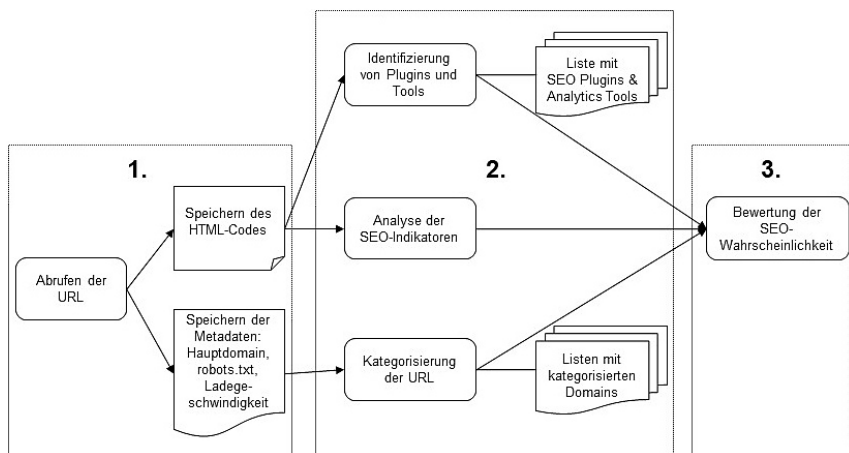 1.
Abrufen der
URL
Speichern des
HTML-Codes
Speichern der
Metadaten:
Hauptdomain,
robots.txt,
Ladege-
schwindigkeit
2.
Identifizierung
von Plugins und
Tools
Liste mit
SEO Plugins &
Analytics Tools
Analyse der
SEO-Indikatoren
Kategorisierung
der URL
Listen mit
kategorisierten
Domains
3.
Bewertung der
SEO-
Wahrscheinlichkeit